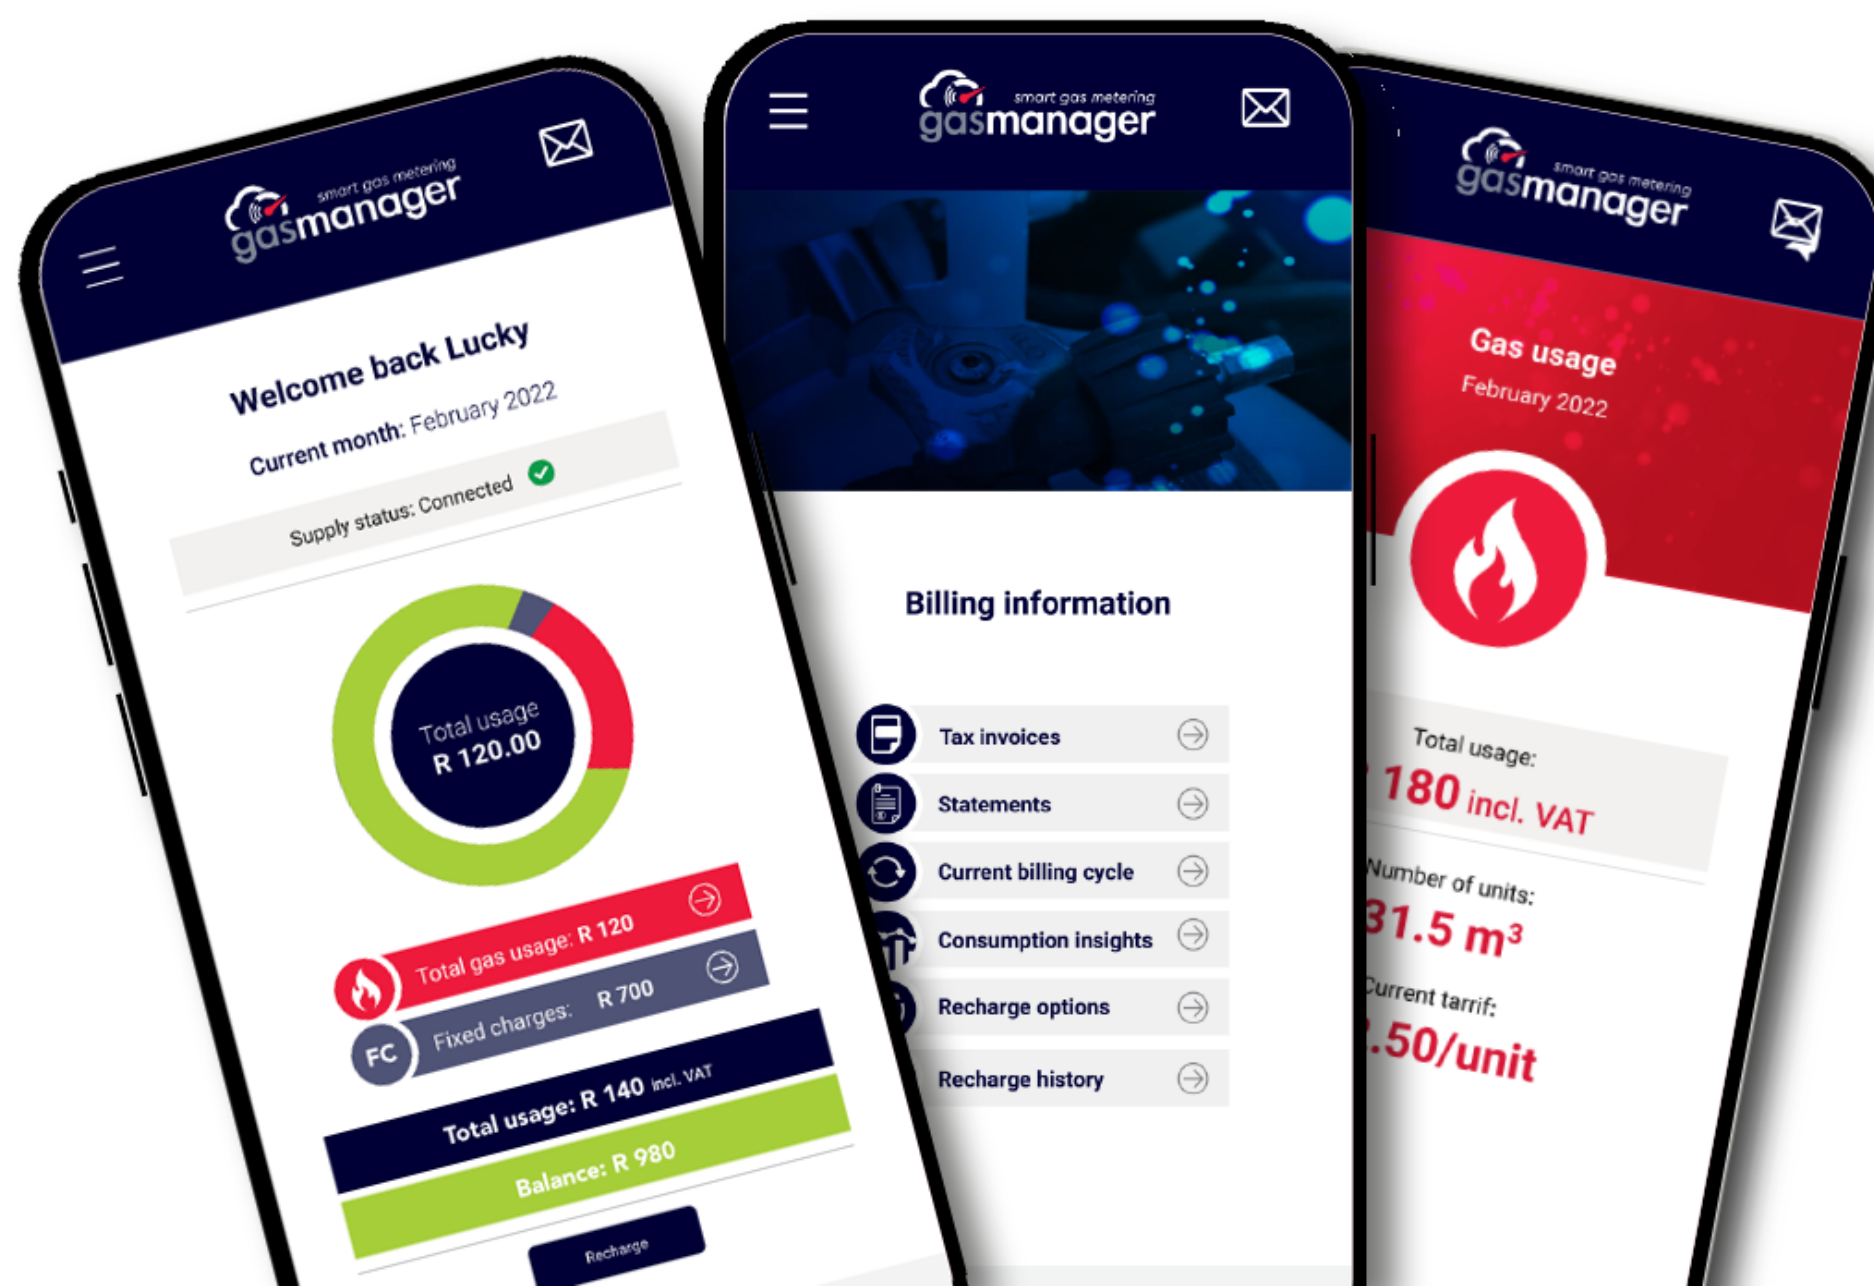 smart gas metering
gasmanager
Welcome back Lucky
Current month: February 2022
Supply status: Connected
Total usage
R 120.00
Total gas usage: R 120
FC
Fixed charges: R 700
Total usage: R 140 incl. VAT
Balance: R 980
Recharge
smart gas metering
gasmanager
Billing information
Tax invoices
Statements
Current billing cycle
Consumption insights
Recharge options
Recharge history
smart gas metering
gasmanager
Gas usage
February 2022
Total usage:
180 incl. VAT
Number of units:
31.5 m³
Current tarrif:
.50/unit